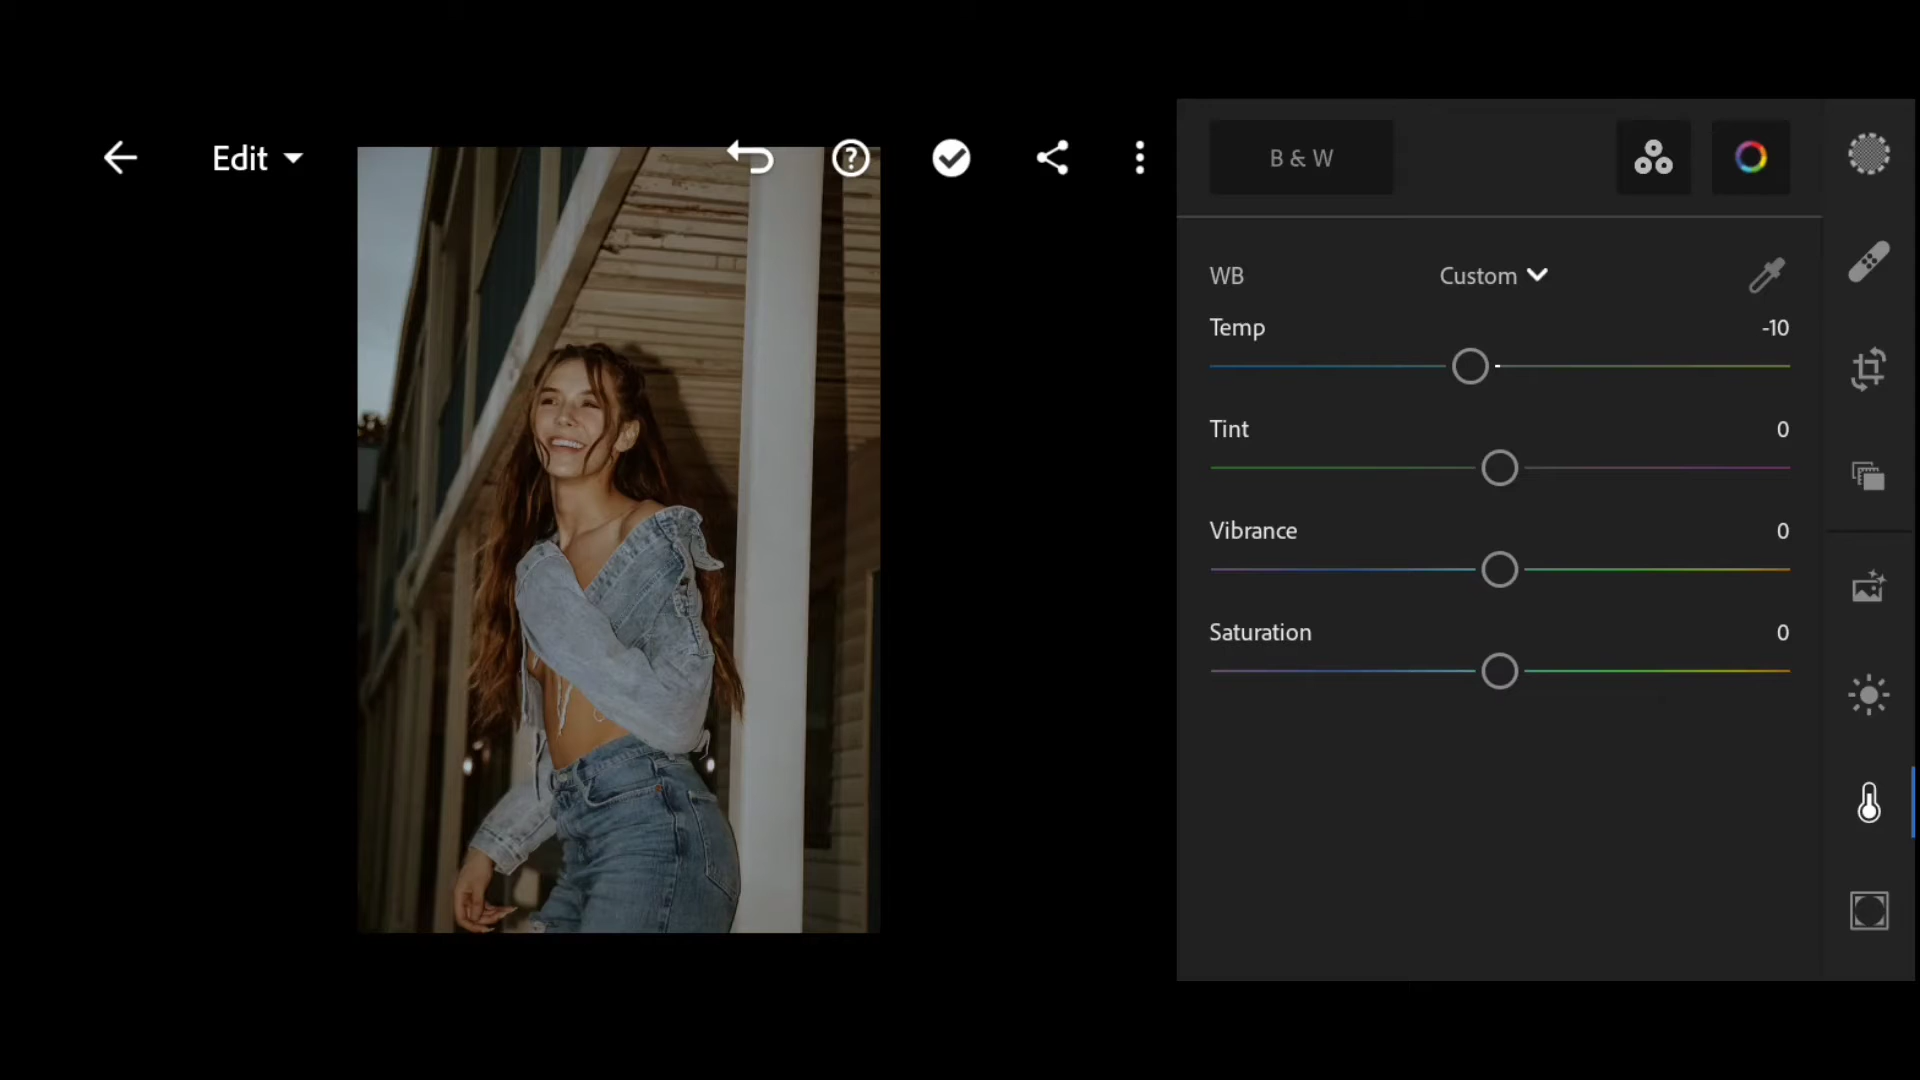 Edit
B & W
WB Custom
Temp -10
Tint 0
Vibrance 0
Saturation 0